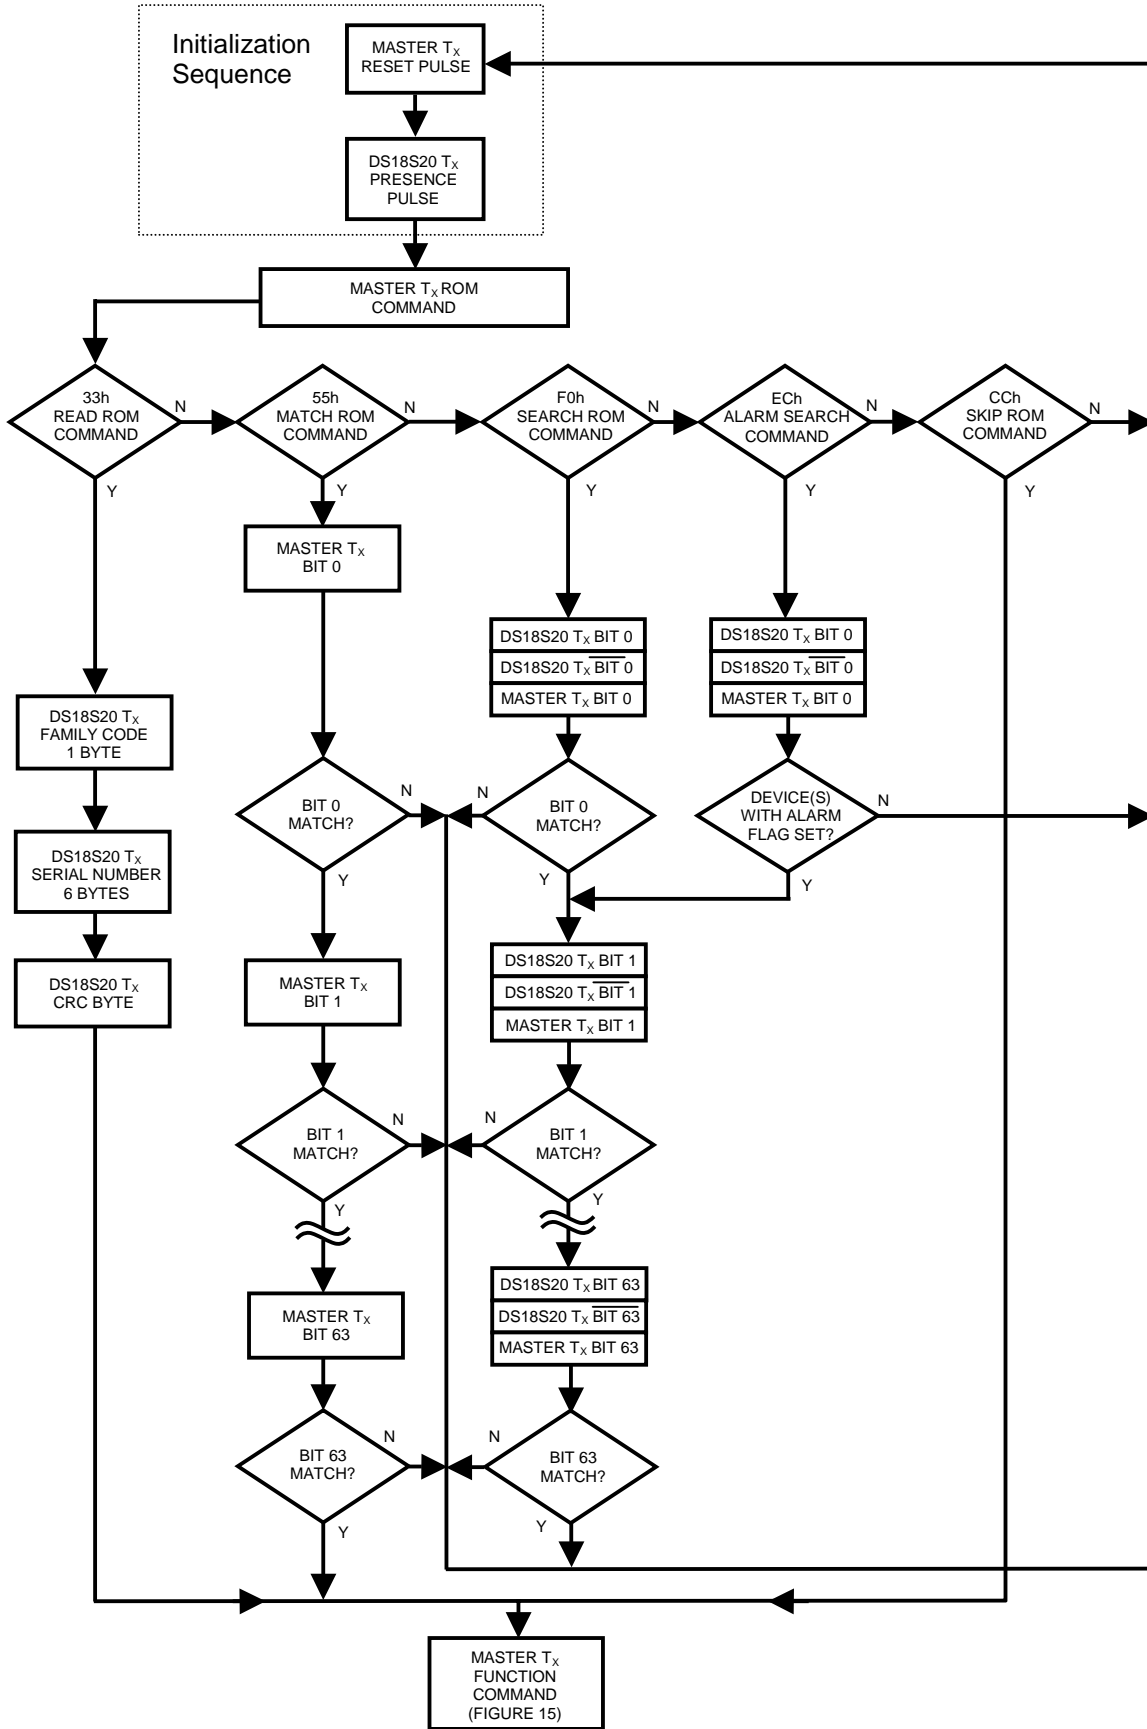 Initialization
Sequence
MASTER TX
RESET PULSE
DS18S20 TX
PRESENCE
PULSE
MASTER TX ROM
COMMAND
33h
READ ROM
COMMAND
N
Y
55h
MATCH ROM
COMMAND
N
Y
F0h
SEARCH ROM
COMMAND
N
Y
ECh
ALARM SEARCH
COMMAND
N
Y
CCh
SKIP ROM
COMMAND
N
Y
DS18S20 TX
FAMILY CODE
1 BYTE
DS18S20 TX
SERIAL NUMBER
6 BYTES
DS18S20 TX
CRC BYTE
MASTER TX
BIT 0
BIT 0
MATCH?
N
Y
MASTER TX
BIT 1
BIT 1
MATCH?
N
Y
MASTER TX
BIT 63
BIT 63
MATCH?
N
Y
DS18S20 TX BIT 0
DS18S20 TX B̅I̅T̅ ̅0̅
MASTER TX BIT 0
BIT 0
MATCH?
N
Y
DS18S20 TX BIT 1
DS18S20 TX B̅I̅T̅ ̅1̅
MASTER TX BIT 1
BIT 1
MATCH?
N
Y
DS18S20 TX BIT 63
DS18S20 TX B̅I̅T̅ ̅6̅3̅
MASTER TX BIT 63
BIT 63
MATCH?
N
Y
DS18S20 TX BIT 0
DS18S20 TX B̅I̅T̅ ̅0̅
MASTER TX BIT 0
DEVICE(S)
WITH ALARM
FLAG SET?
N
Y
MASTER TX
FUNCTION
COMMAND
(FIGURE 15)